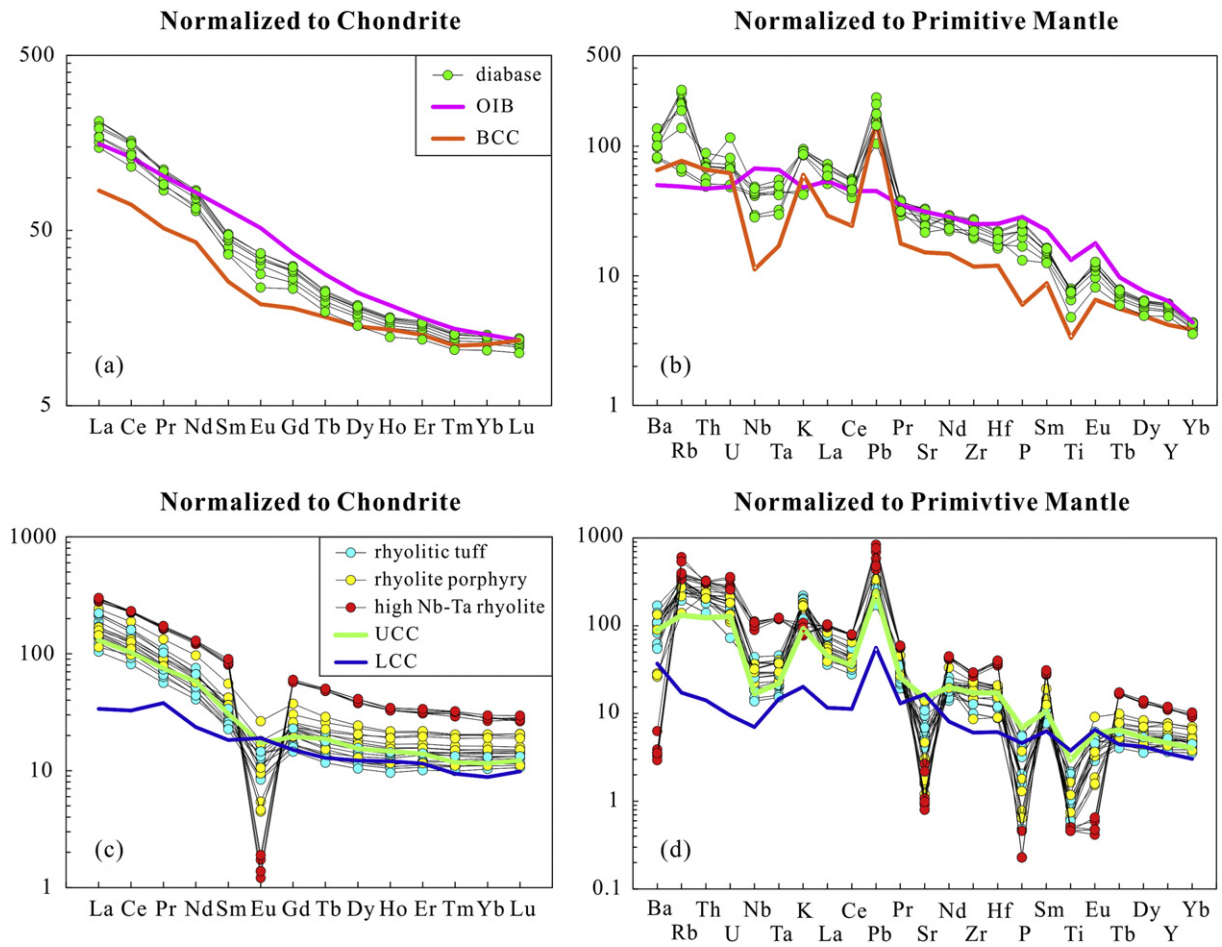 Normalized to Chondrite
500
50
5
diabase
OIB
BCC
(a)
La Ce Pr Nd Sm Eu Gd Tb Dy Ho Er Tm Yb Lu
Normalized to Primitive Mantle
500
100
10
1
(b)
Ba Th Nb K Ce Pr Nd Hf Sm Eu Dy Yb
Rb U Ta La Pb Sr Zr P Ti Tb Y
Normalized to Chondrite
1000
100
10
1
rhyolitic tuff
rhyolite porphyry
high Nb-Ta rhyolite
UCC
LCC
(c)
La Ce Pr Nd Sm Eu Gd Tb Dy Ho Er Tm Yb Lu
Normalized to Primivtive Mantle
1000
100
10
1
0.1
(d)
Ba Th Nb K Ce Pr Nd Hf Sm Eu Dy Yb
Rb U Ta La Pb Sr Zr P Ti Tb Y